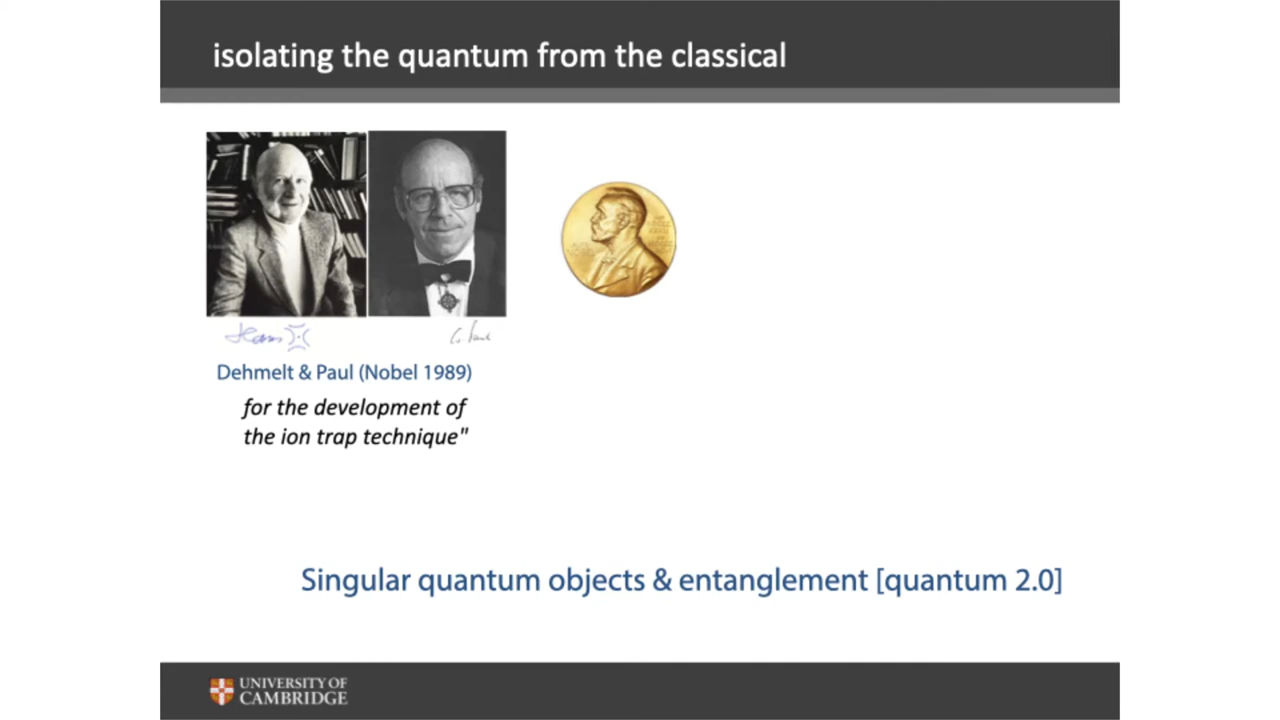 isolating the quantum from the classical
Hans
Dehmelt & Paul (Nobel 1989)
for the development of
the ion trap technique"
Singular quantum objects & entanglement [quantum 2.0]
UNIVERSITY OF
CAMBRIDGE